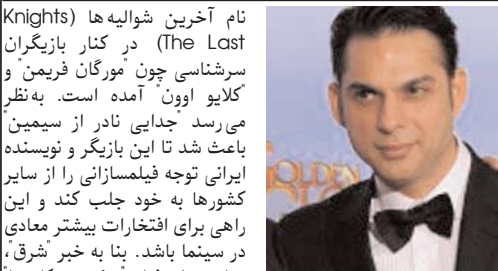 نام آخرین شوالیه‌ها (Knights
The Last) در کنار بازیگران
سرشناسی چون "مورگان فریمن" و
"کلایو اوون" آمده است. به‌نظر
می‌رسد "جدایی نادر از سیمین"
باعث شد تا این بازیگر و نویسنده
ایرانی توجه فیلمسازانی را از سایر
کشورها به خود جلب کند و این
راهی برای افتخارات بیشتر معادی
در سینما باشد. بنا به خبر "شرق"،
GOLDEN